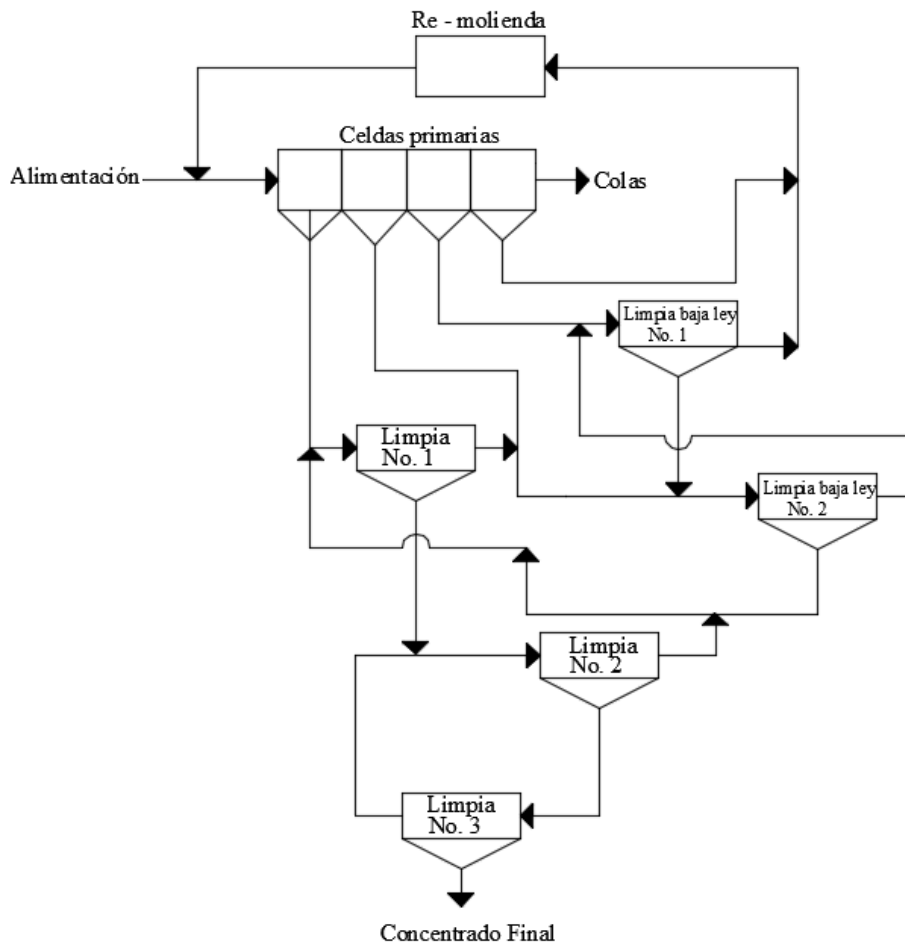 Re - molienda
Celdas primarias
Alimentación
Colas
Limpia baja ley
No. 1
Limpia
No. 1
Limpia baja ley
No. 2
Limpia
No. 2
Limpia
No. 3
Concentrado Final